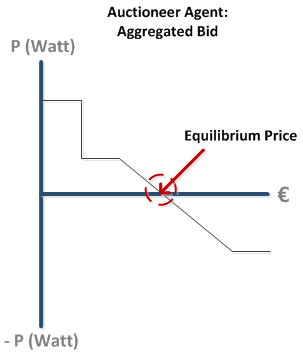 Auctioneer Agent:
Aggregated Bid
P (Watt)
Equilibrium Price
€
- P (Watt)